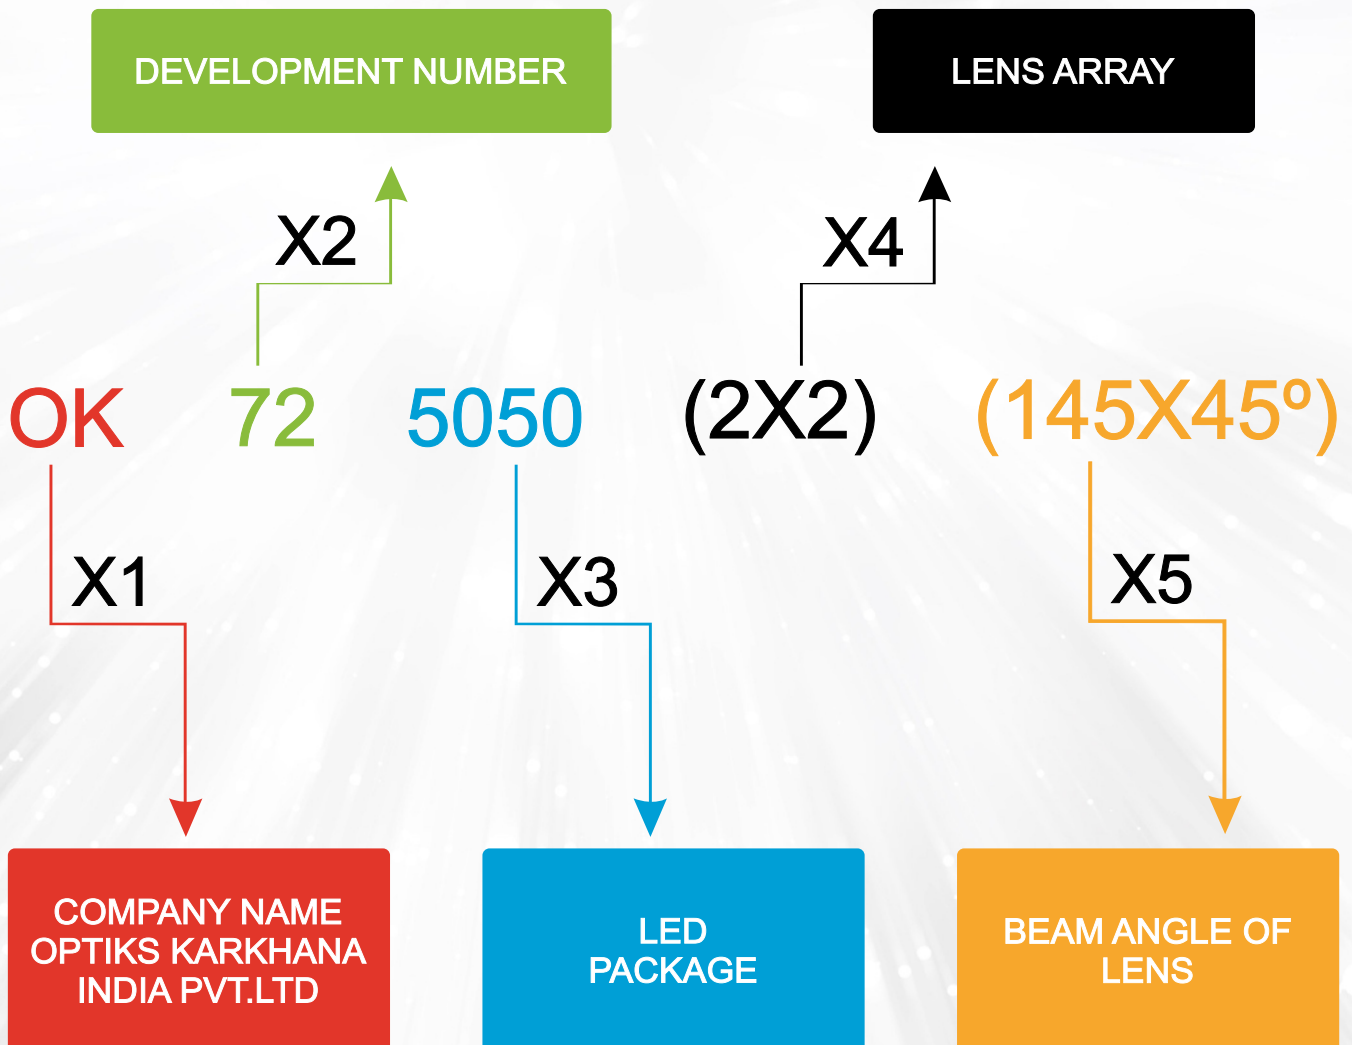 DEVELOPMENT NUMBER
LENS ARRAY
X2
X4
OK 72 5050 (2X2) (145X45º)
X1
X3
X5
COMPANY NAME
OPTIKS KARKHANA
INDIA PVT.LTD
LED
PACKAGE
BEAM ANGLE OF
LENS